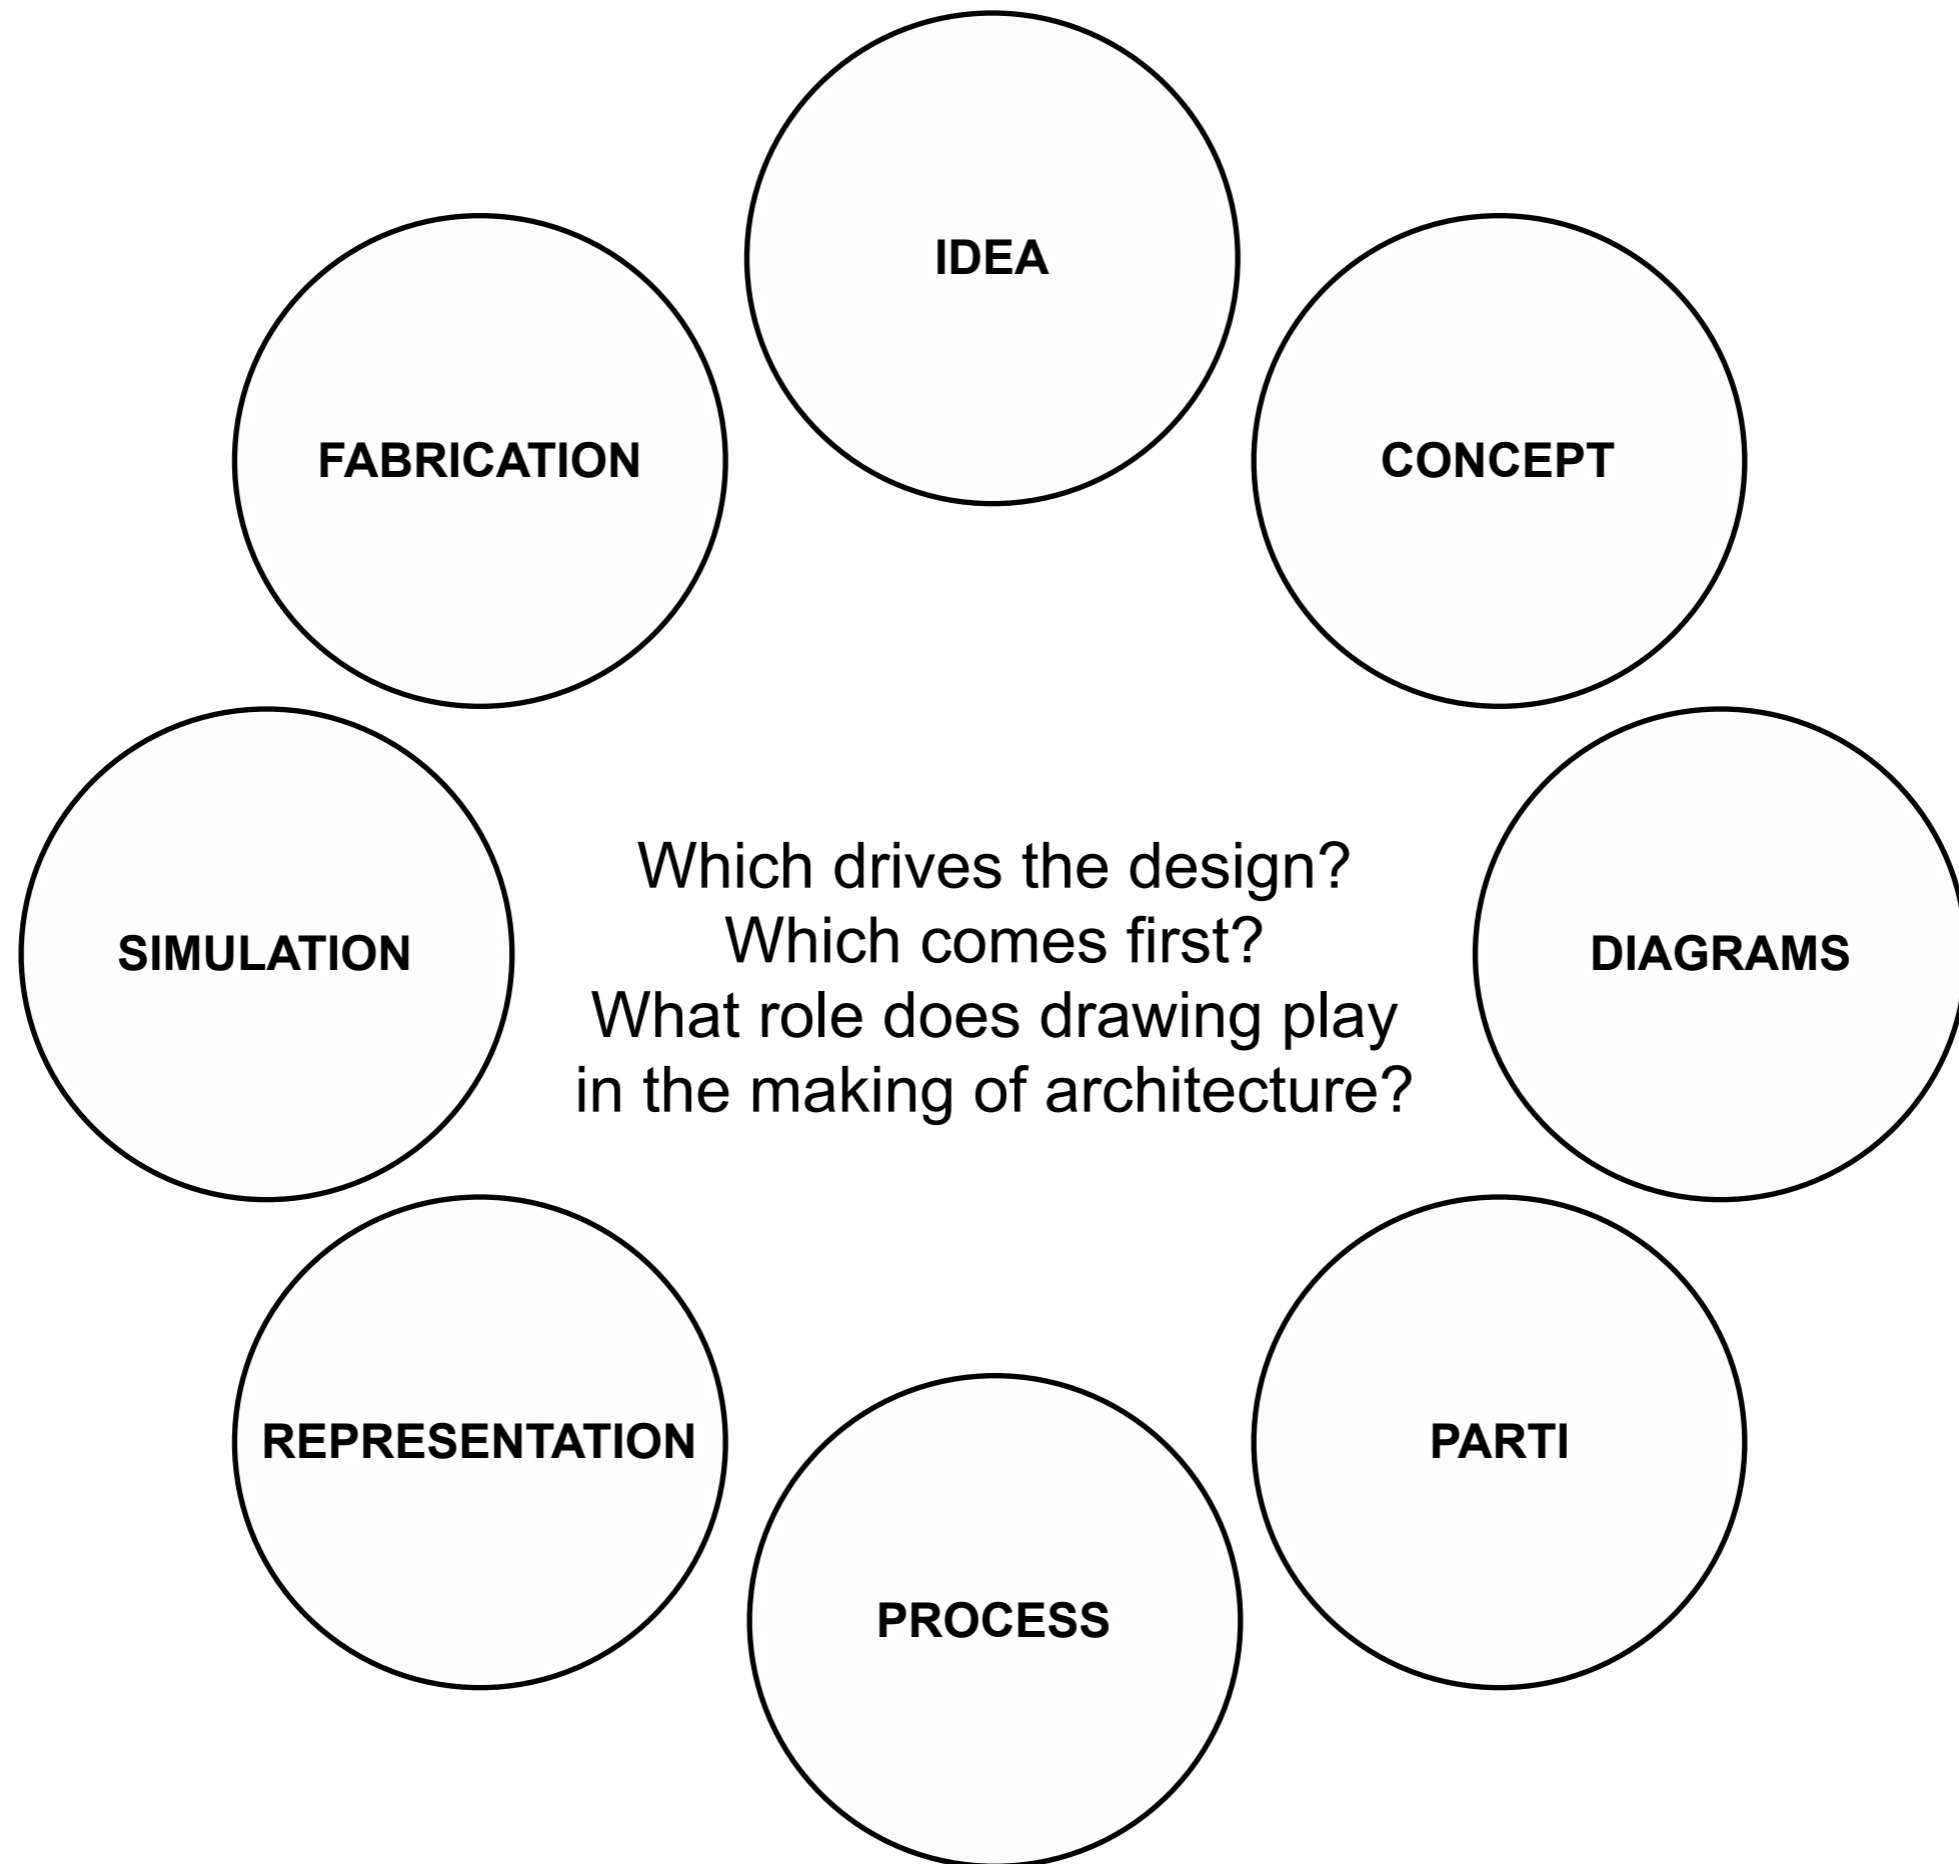 IDEA
FABRICATION
CONCEPT
Which drives the design?
Which comes first?
What role does drawing play
in the making of architecture?
SIMULATION
DIAGRAMS
REPRESENTATION
PARTI
PROCESS